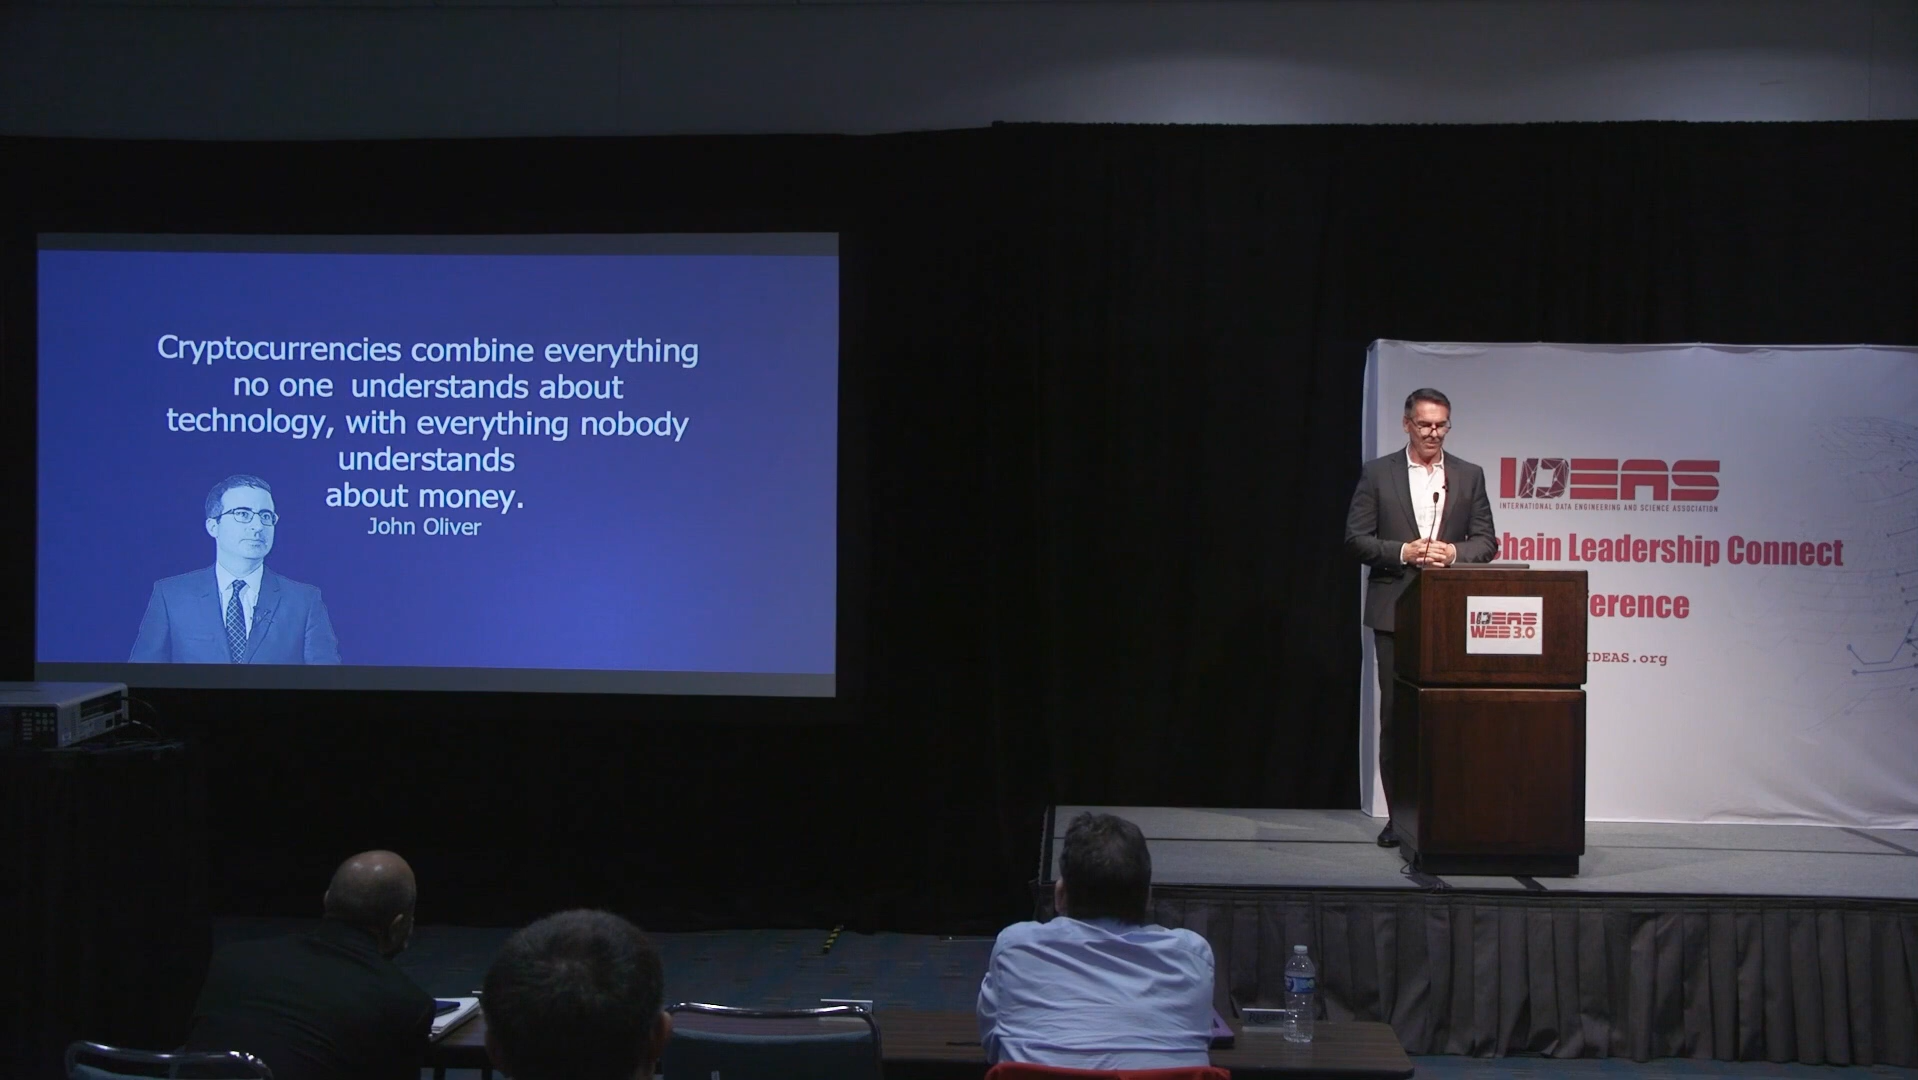 Cryptocurrencies combine everything
no one understands about
technology, with everything nobody
understands
about money.
John Oliver
IDEAS
INTERNATIONAL DATA ENGINEERING AND SCIENCE ASSOCIATION
chain Leadership Connect
erence
IDEAS.org
IDEAS
WEB 3.0